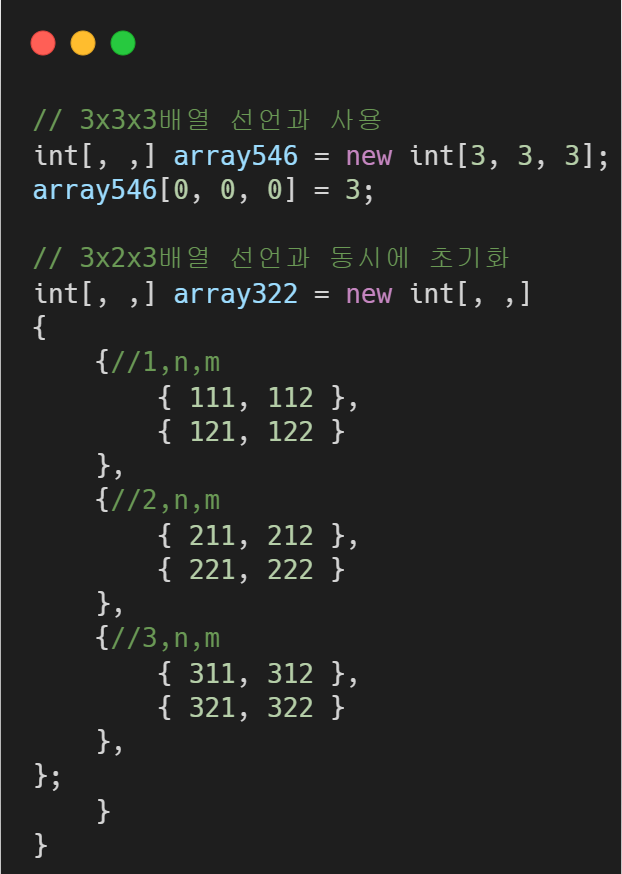 // 3x3x3배열 선언과 사용
int[, ,] array546 = new int[3, 3, 3];
array546[0, 0, 0] = 3;

// 3x2x3배열 선언과 동시에 초기화
int[, ,] array322 = new int[, ,]
{
    {//1,n,m
        { 111, 112 },
        { 121, 122 }
    },
    {//2,n,m
        { 211, 212 },
        { 221, 222 }
    },
    {//3,n,m
        { 311, 312 },
        { 321, 322 }
    },
};
    }
}